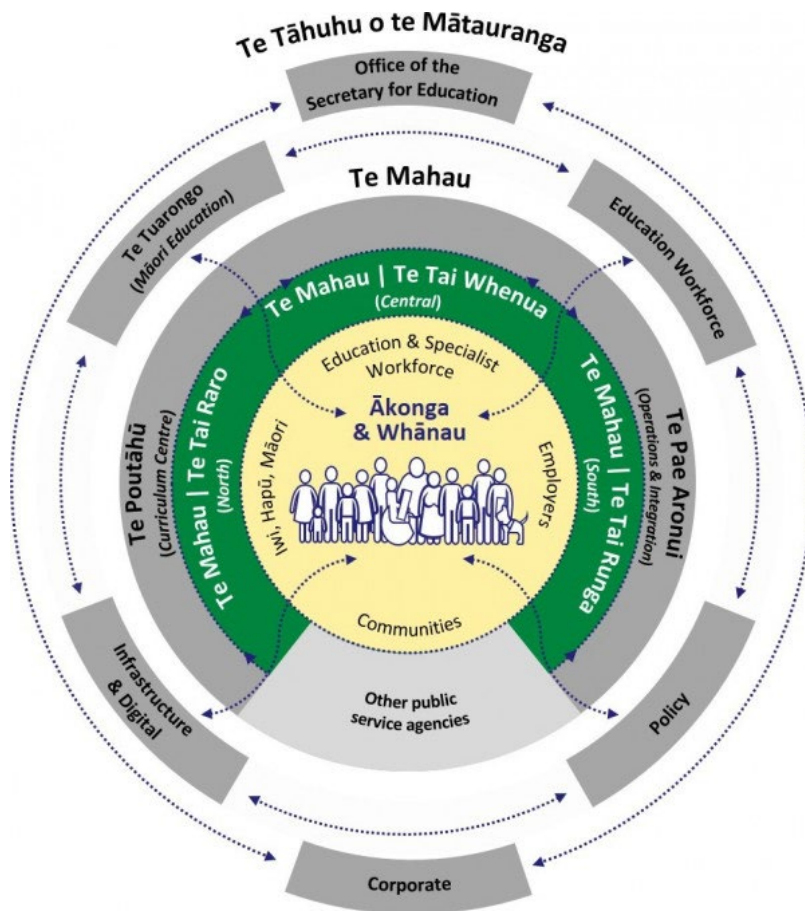 Te Tāhuhu o te Mātauranga
Office of the
Secretary for Education
Te Tuarongo
(Māori Education)
Education Workforce
Te Mahau
Te Mahau | Te Tai Whenua
(Central)
Te Poutāhū
(Curriculum Centre)
Te Mahau | Te Tai Raro
(North)
Te Mahau | Te Tai Runga
(South)
Te Pae Aronui
(Operations & Integration)
Education & Specialist
Workforce
Iwi, Hapū, Māori
Ākonga
& Whānau
Employers
Communities
Other public
service agencies
Infrastructure
& Digital
Policy
Corporate